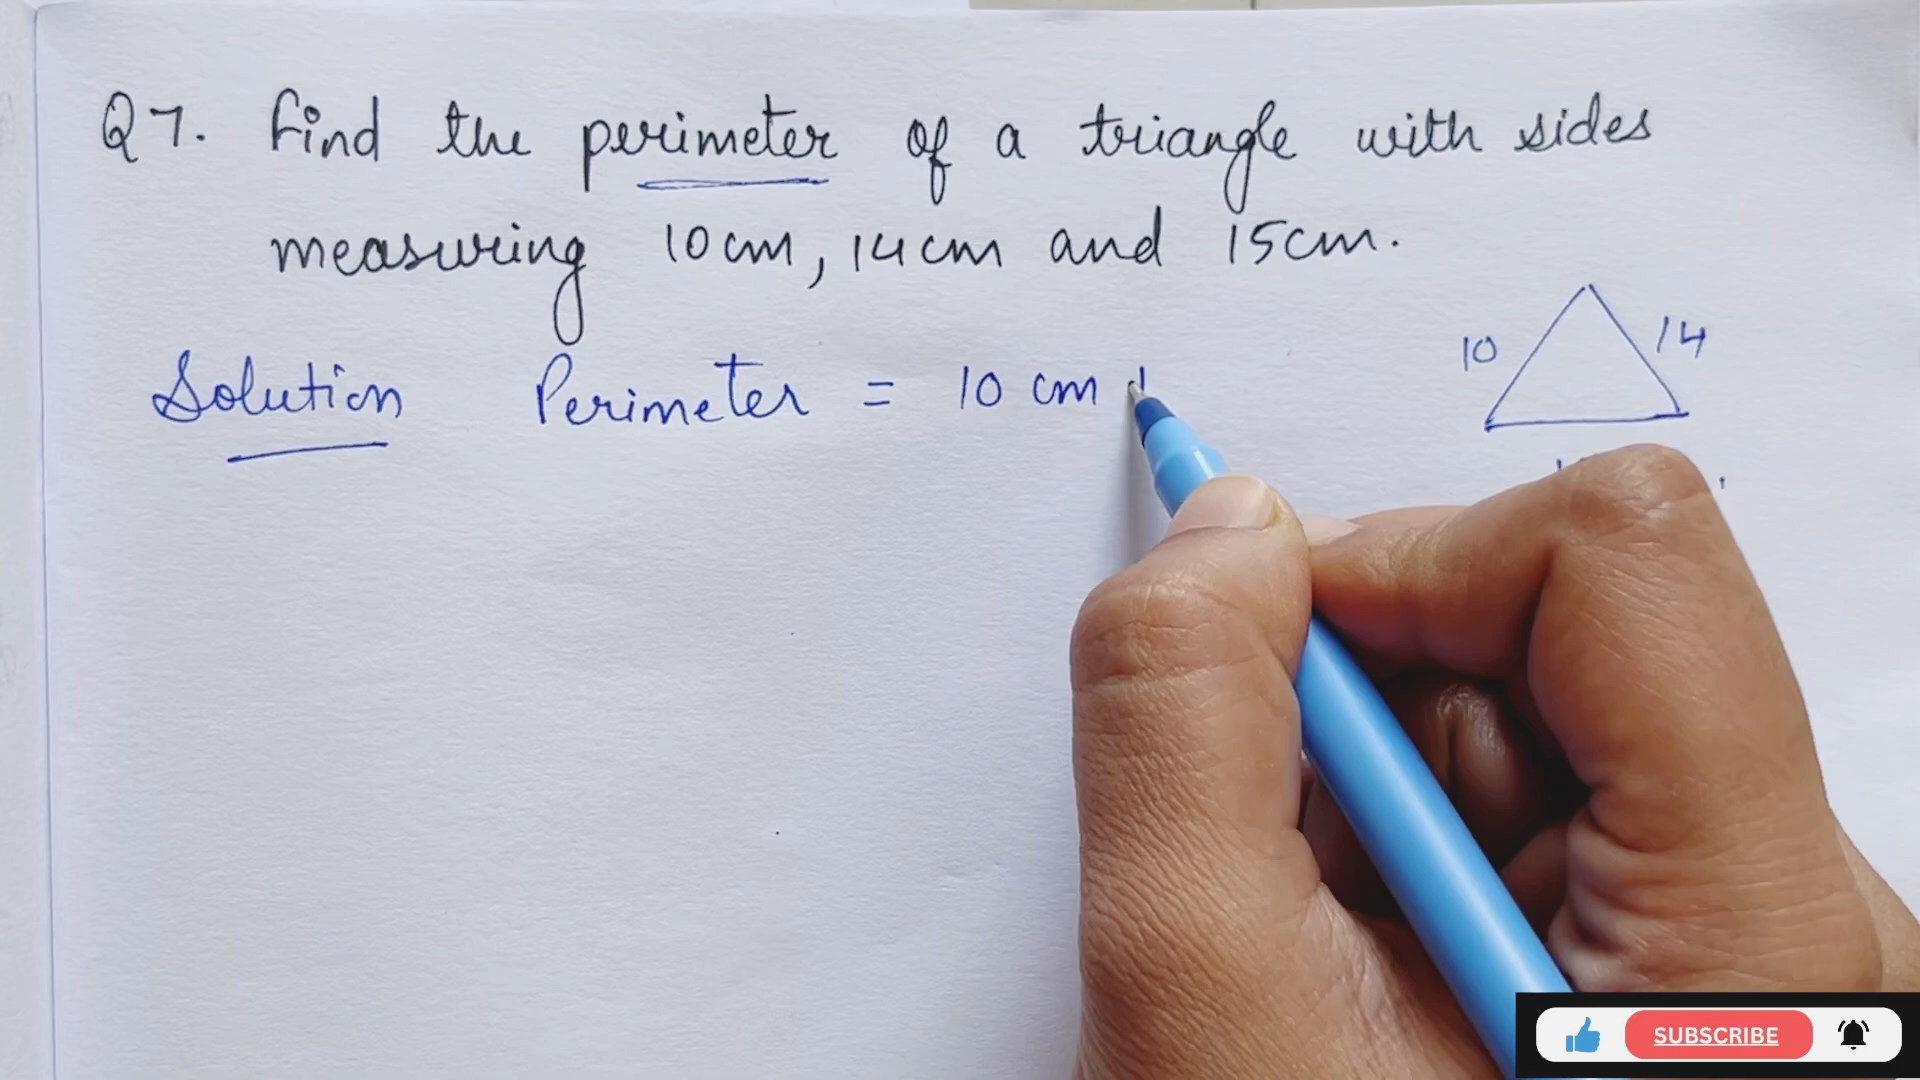 Q7. Find the perimeter of a triangle with sides
measuring 10cm, 14cm and 15cm.
10
14
Solution Perimeter = 10 cm
SUBSCRIBE